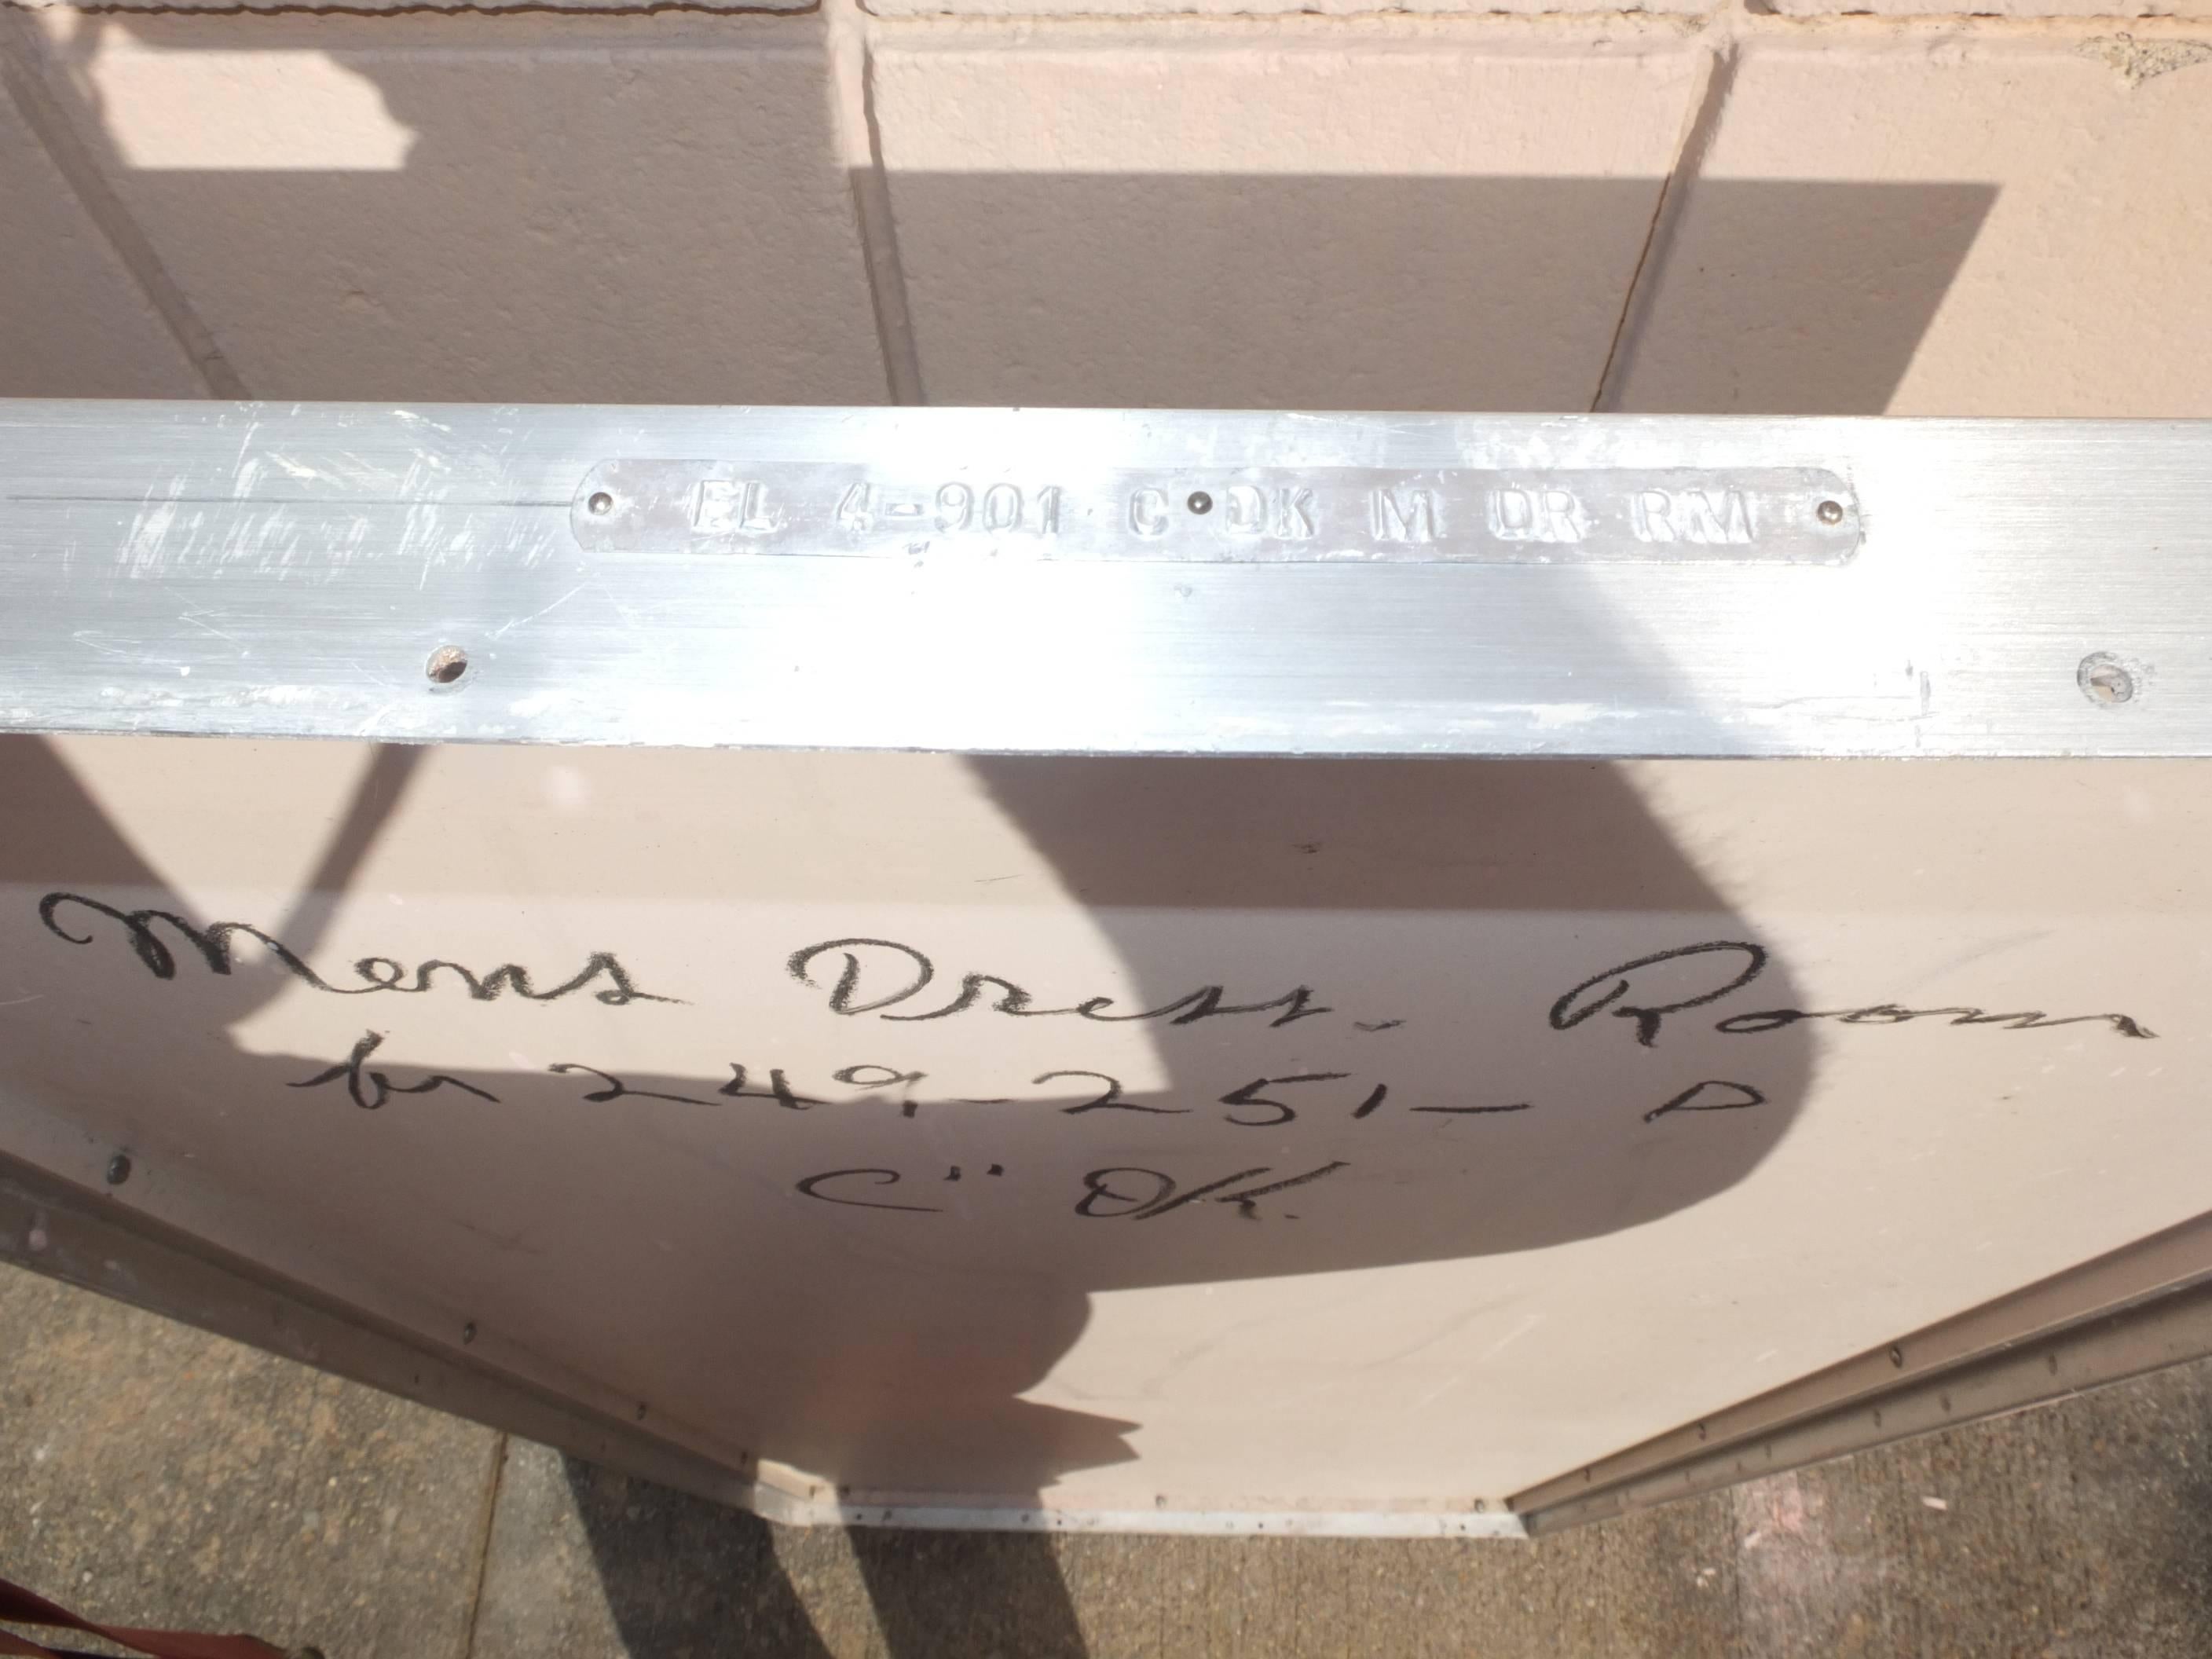 EL 4-901 C DK M DR RM
Mens Dress. Room
fr 249-251-
C" DK.